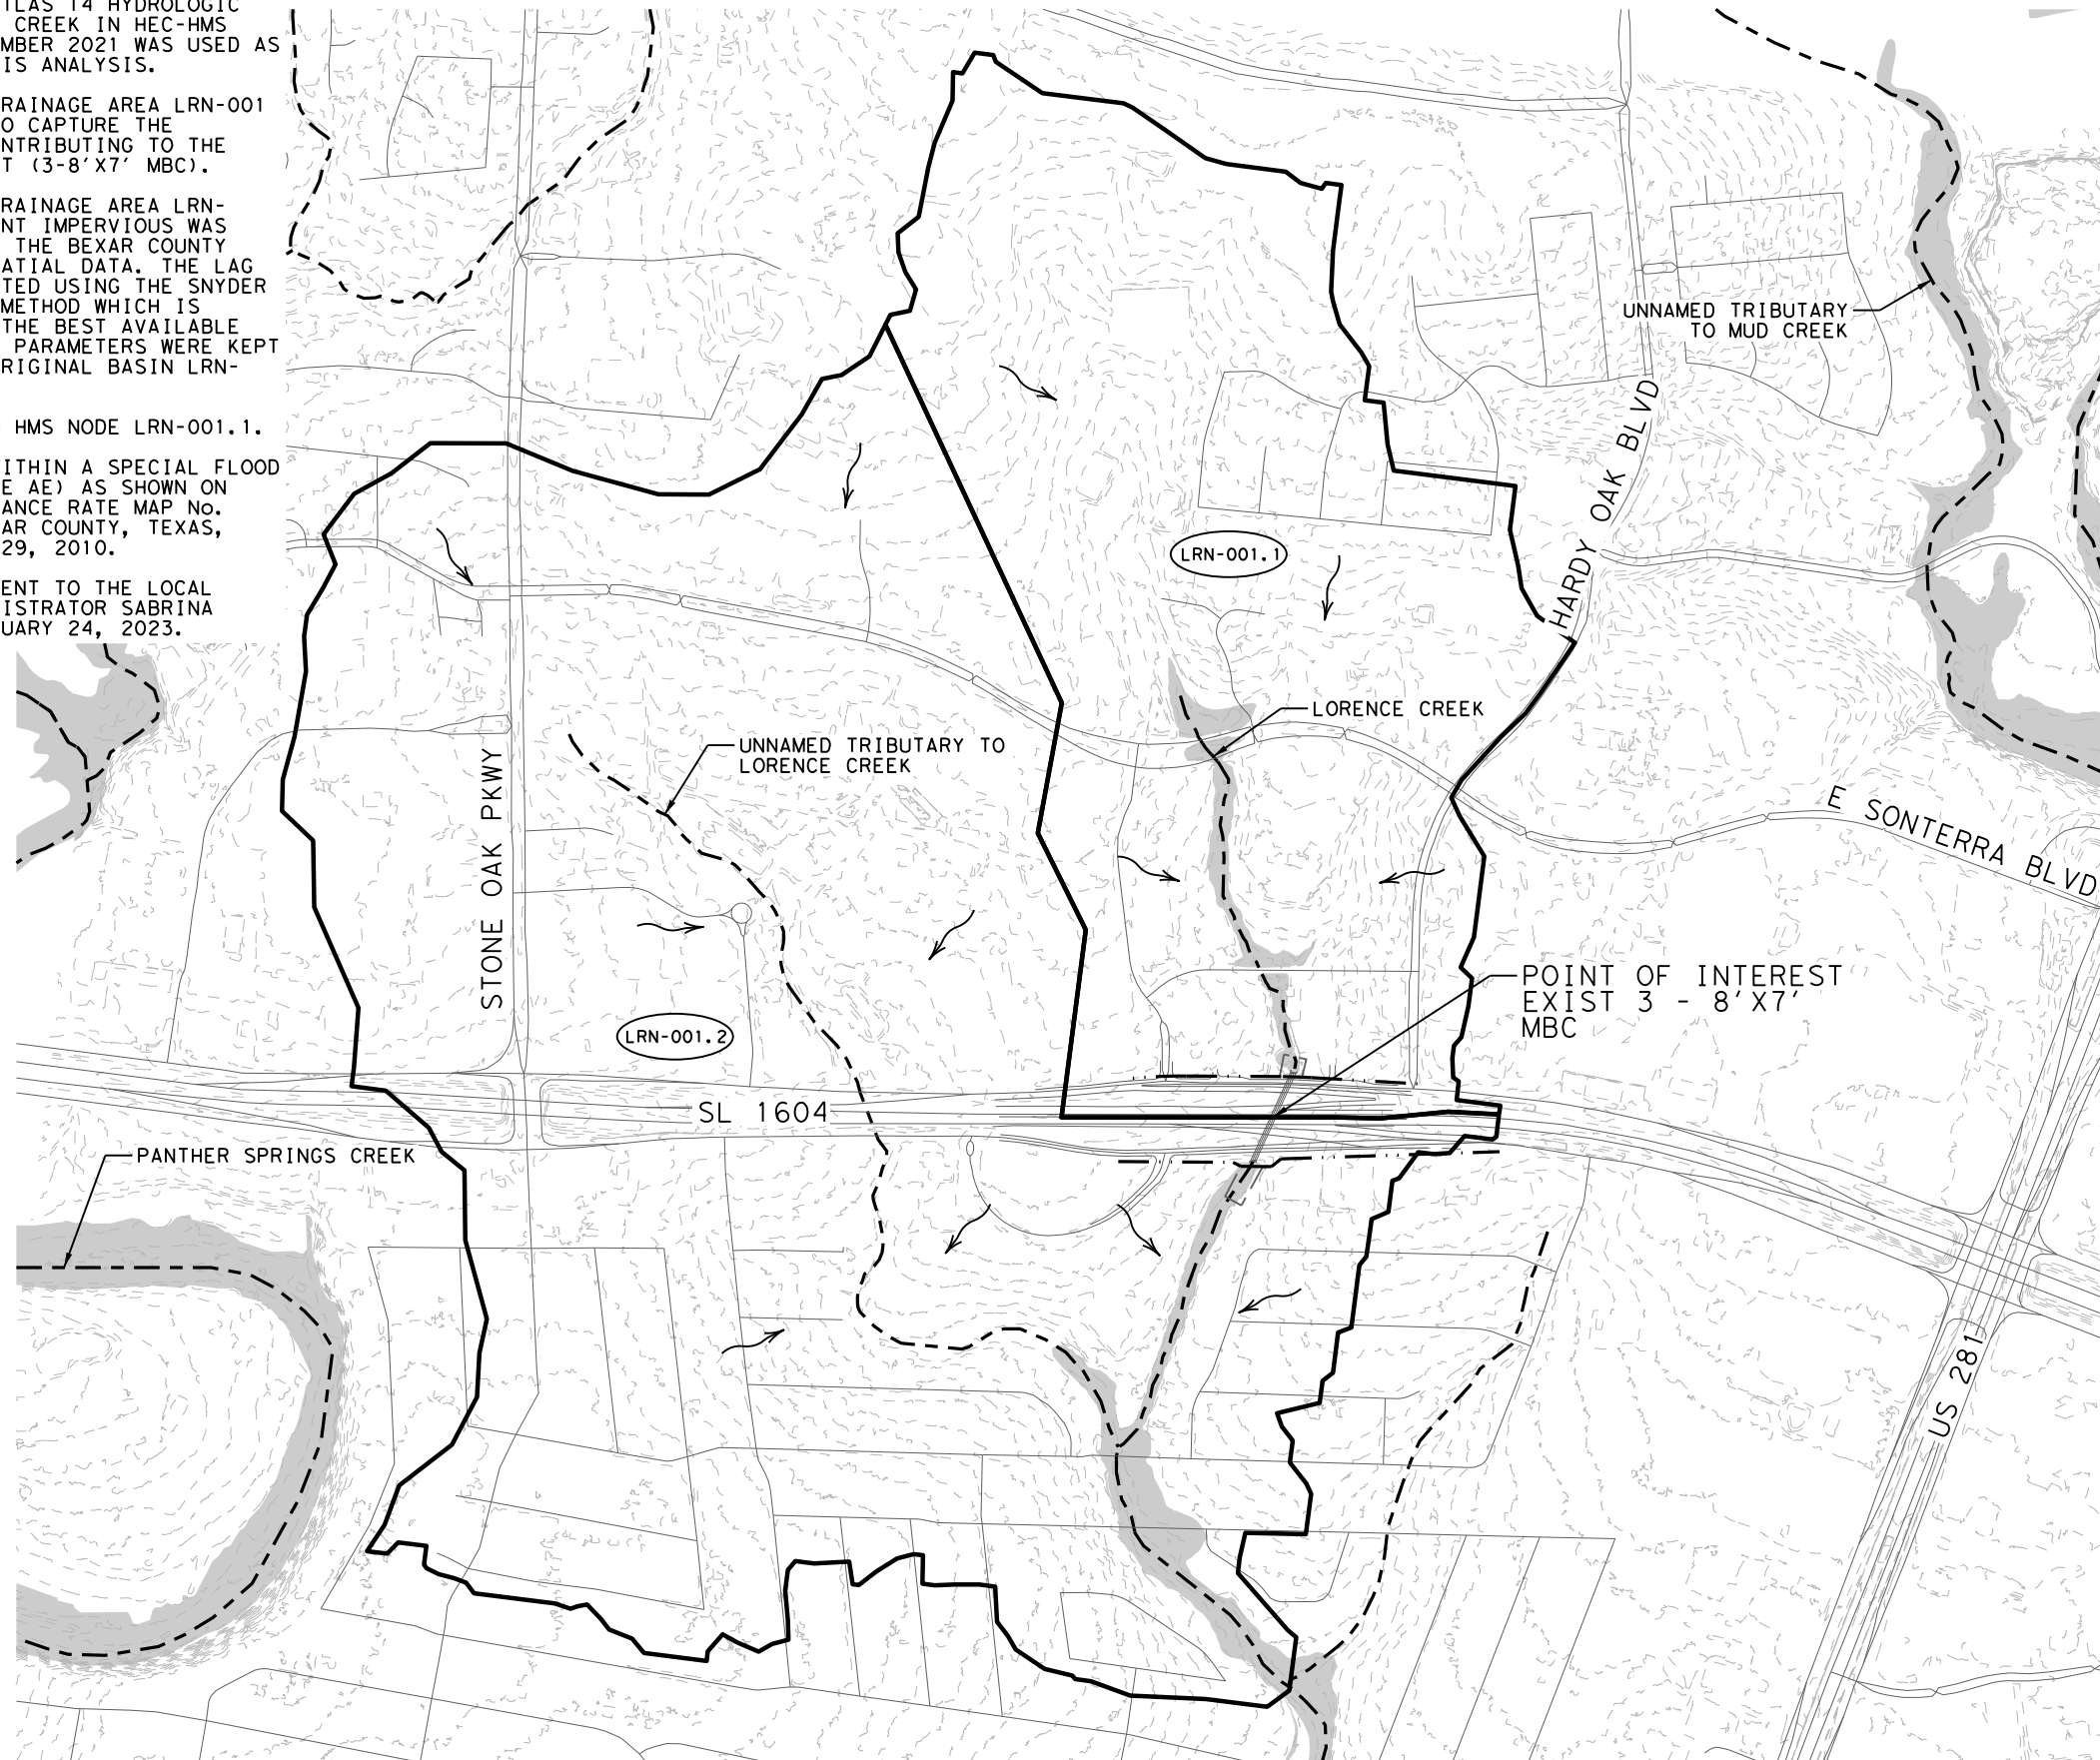 TLAS 14 HYDROLOGIC
CREEK IN HEC-HMS
MBER 2021 WAS USED AS
IS ANALYSIS.
RAINAGE AREA LRN-001
O CAPTURE THE
NTRIBUTING TO THE
T (3-8'X7' MBC).
RAINAGE AREA LRN-
NT IMPERVIOUS WAS
THE BEXAR COUNTY
ATIAL DATA. THE LAG
TED USING THE SNYDER
METHOD WHICH IS
THE BEST AVAILABLE
PARAMETERS WERE KEPT
RIGINAL BASIN LRN-
HMS NODE LRN-001.1.
ITHIN A SPECIAL FLOOD
E AE) AS SHOWN ON
ANCE RATE MAP No.
AR COUNTY, TEXAS,
29, 2010.
ENT TO THE LOCAL
ISTRATOR SABRINA
UARY 24, 2023.
UNNAMED TRIBUTARY
TO MUD CREEK
HARDY OAK BLVD
LRN-001.1
LORENCE CREEK
UNNAMED TRIBUTARY TO
LORENCE CREEK
E SONTERRA BLVD
STONE OAK PKWY
POINT OF INTEREST
EXIST 3 - 8'X7'
MBC
LRN-001.2
SL 1604
PANTHER SPRINGS CREEK
US 281